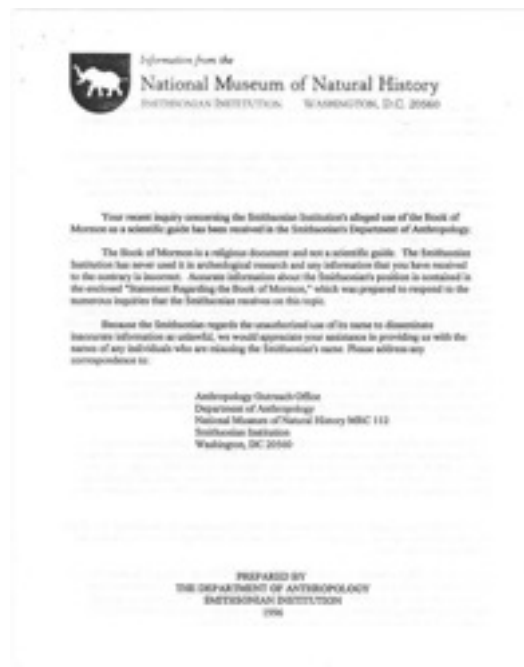 Information from the
National Museum of Natural History
SMITHSONIAN INSTITUTION WASHINGTON, D.C. 20560
Your recent inquiry concerning the Smithsonian Institution's alleged use of the Book of
Mormon as a scientific guide has been received in the Smithsonian's Department of Anthropology.
The Book of Mormon is a religious document and not a scientific guide. The Smithsonian
Institution has never used it in archeological research and any information that you have received
to the contrary is incorrect. Accurate information about the Smithsonian's position is contained in
the enclosed "Statement Regarding the Book of Mormon," which was prepared to respond to the
numerous inquiries that the Smithsonian receives on this topic.
Because the Smithsonian regards the unauthorized use of its name to disseminate
inaccurate information as unlawful, we would appreciate your assistance in providing us with the
names of any individuals who are misusing the Smithsonian's name. Please address any
correspondence to:
Anthropology Outreach Office
Department of Anthropology
National Museum of Natural History MRC 112
Smithsonian Institution
Washington, DC 20560
PREPARED BY
THE DEPARTMENT OF ANTHROPOLOGY
SMITHSONIAN INSTITUTION
1996